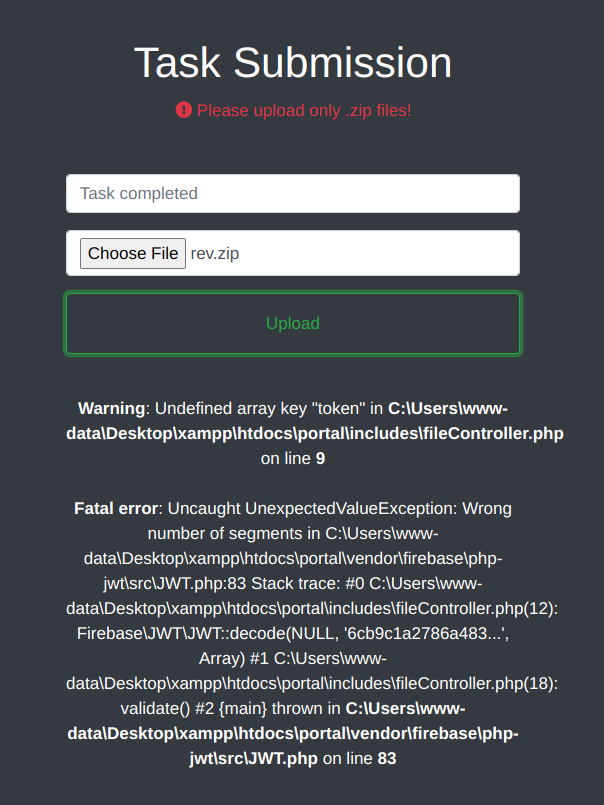 Task Submission
Please upload only .zip files!
Task completed
Choose File rev.zip
Upload
Warning: Undefined array key "token" in C:\Users\www-
data\Desktop\xampp\htdocs\portal\includes\fileController.php
on line 9
Fatal error: Uncaught UnexpectedValueException: Wrong
number of segments in C:\Users\www-
data\Desktop\xampp\htdocs\portal\vendor\firebase\php-
jwt\src\JWT.php:83 Stack trace: #0 C:\Users\www-
data\Desktop\xampp\htdocs\portal\includes\fileController.php(12):
Firebase\JWT\JWT::decode(NULL, '6cb9c1a2786a483...',
Array) #1 C:\Users\www-
data\Desktop\xampp\htdocs\portal\includes\fileController.php(18):
validate() #2 {main} thrown in C:\Users\www-
data\Desktop\xampp\htdocs\portal\vendor\firebase\php-
jwt\src\JWT.php on line 83